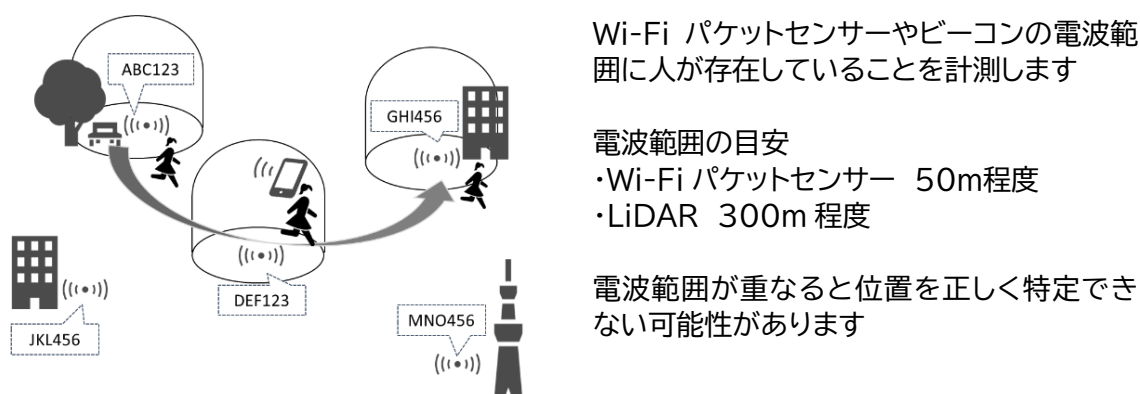 ABC123
GHI456
DEF123
MNO456
JKL456
Wi-Fi パケットセンサーやビーコンの電波範
囲に人が存在していることを計測します
電波範囲の目安
・Wi-Fi パケットセンサー 50m程度
・LiDAR 300m 程度
電波範囲が重なると位置を正しく特定でき
ない可能性があります